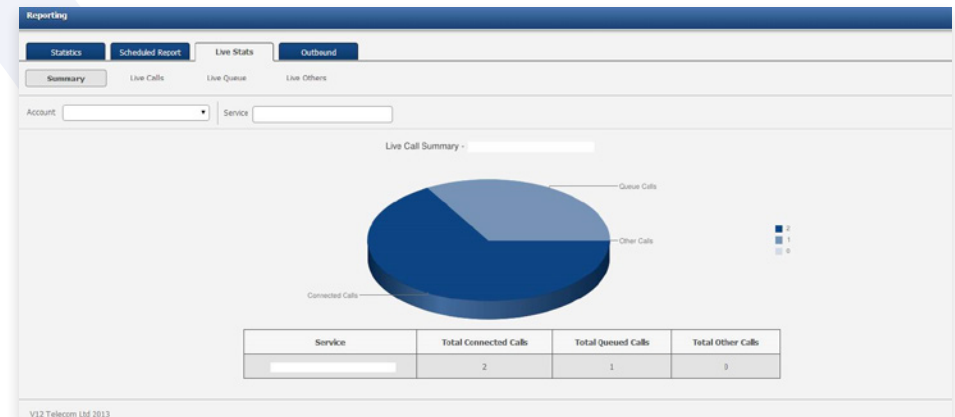 Reporting
Statistics Scheduled Report Live Stats Outbound
Summary Live Calls Live Queue Live Others
Account Service
Live Call Summary -
Queue Calls
2
Other Calls
1
0
Connected Calls
Service Total Connected Calls Total Queued Calls Total Other Calls
2 1 0
V12 Telecom Ltd 2013